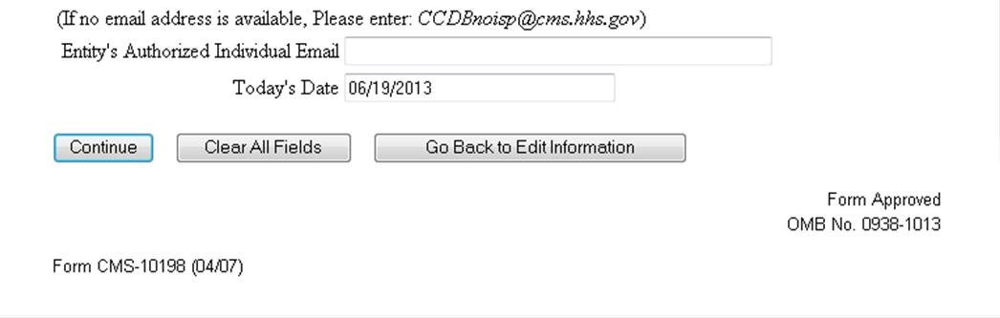 (If no email address is available, Please enter: CCDBnoisp@cms.hhs.gov)
Entity's Authorized Individual Email
Today's Date 06/19/2013
Continue Clear All Fields Go Back to Edit Information
Form Approved
OMB No. 0938-1013
Form CMS-10198 (04/07)